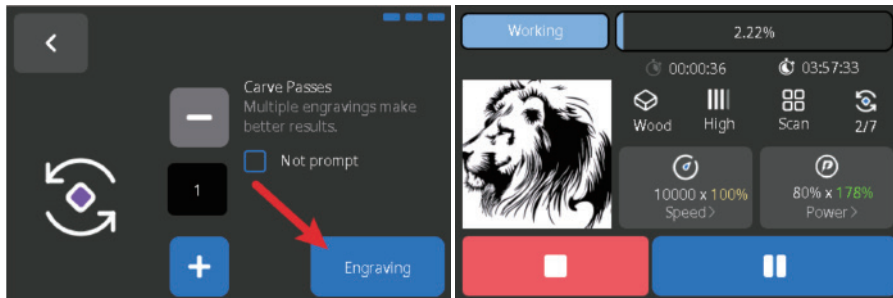 Carve Passes
Multiple engravings make
better results.
Not prompt
1
Engraving
Working
2.22%
00:00:36
03:57:33
Wood
High
Scan
2/7
10000 x 100%
Speed>
80% x 178%
Power>